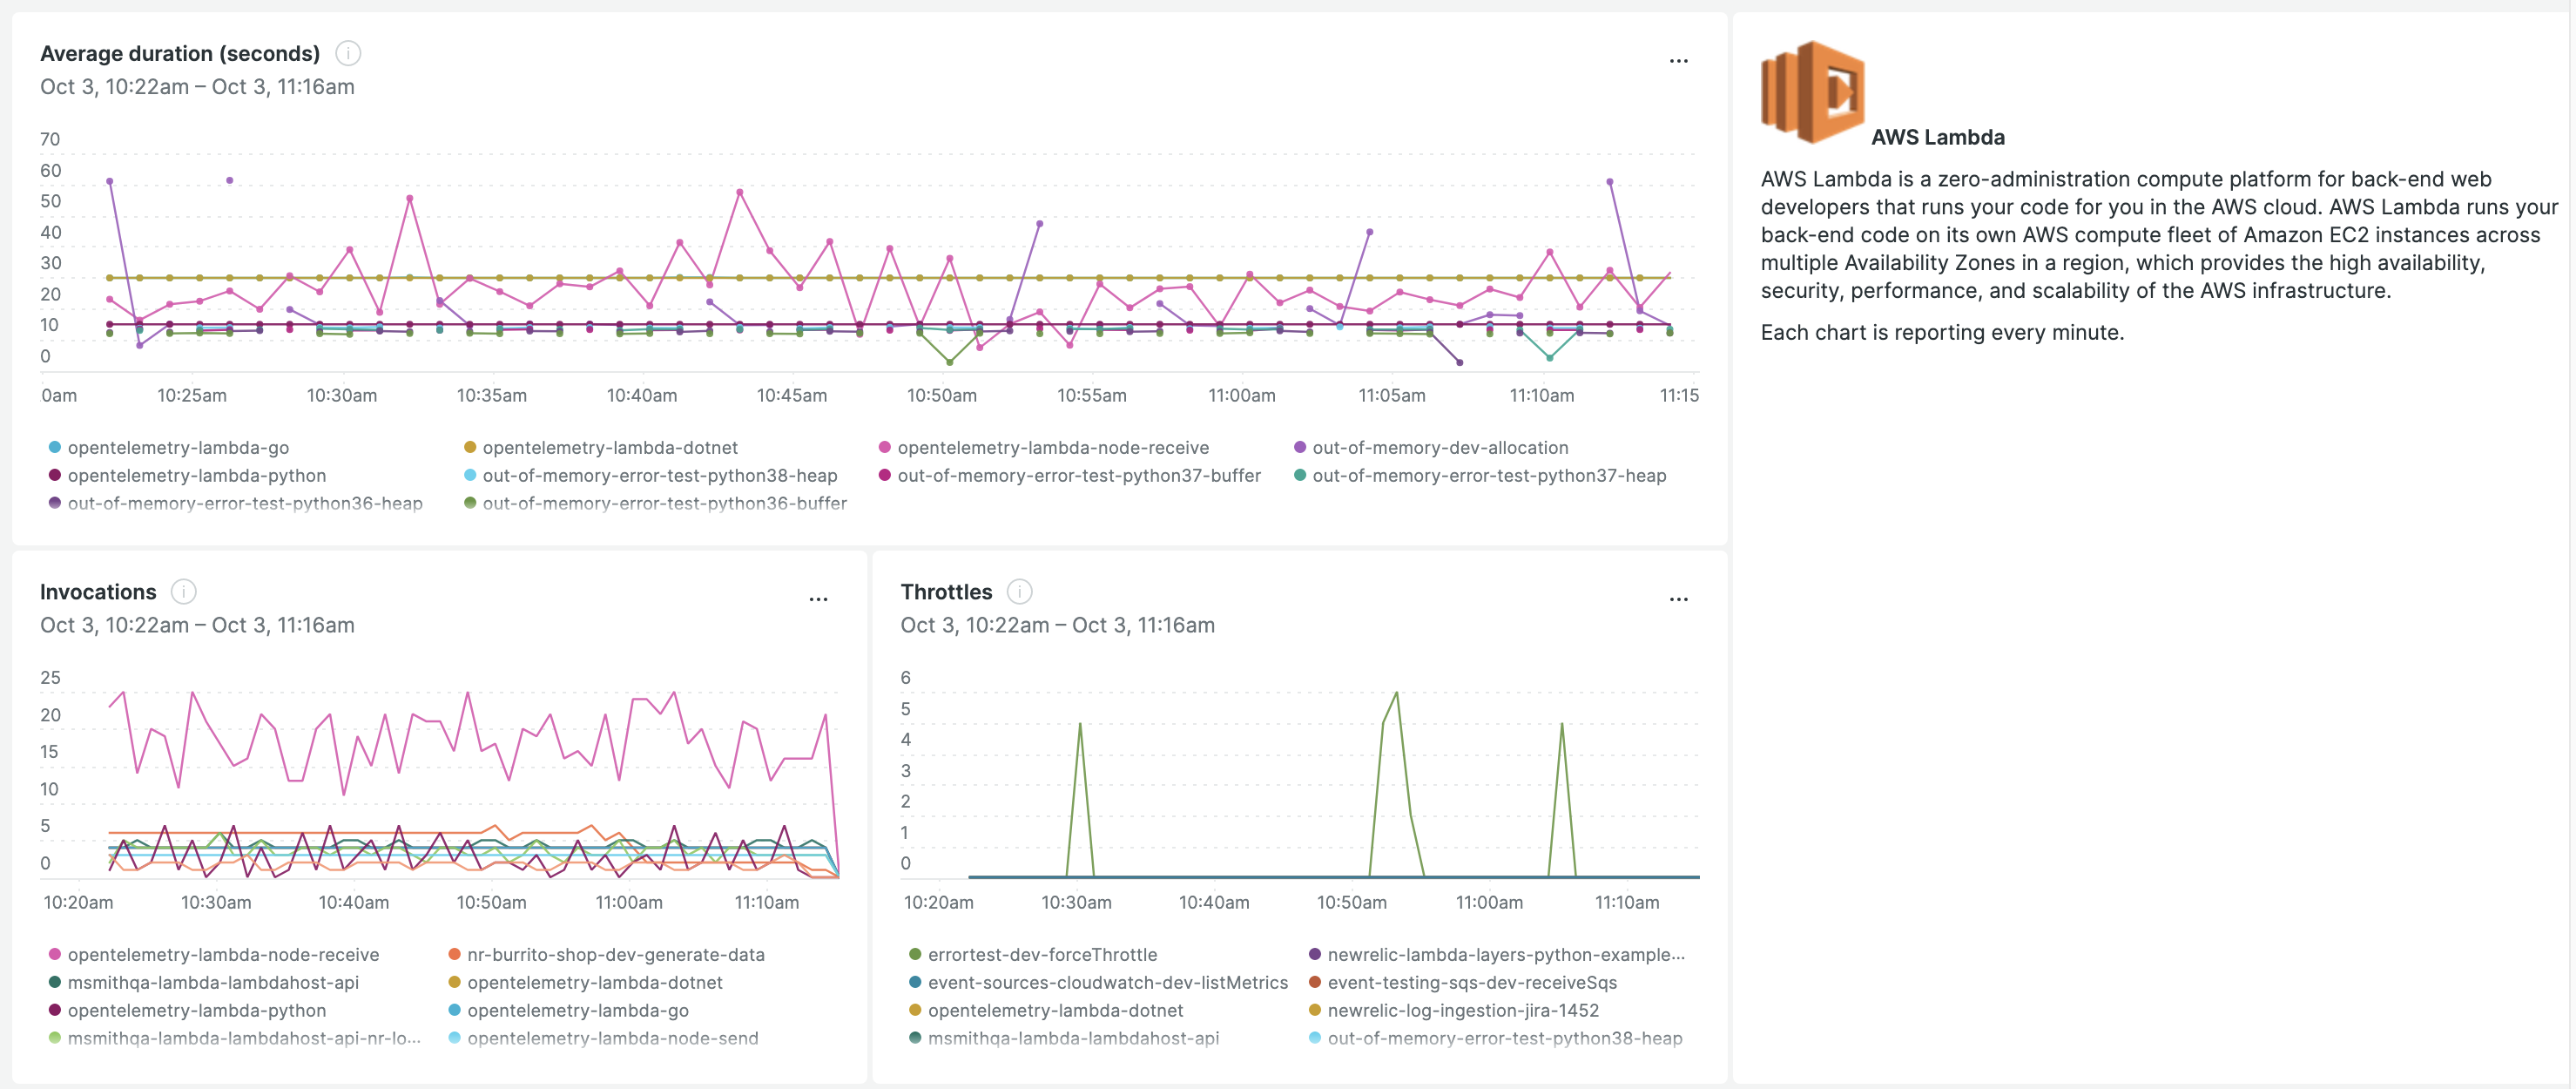 Average duration (seconds)
Oct 3, 10:22am – Oct 3, 11:16am
70
60
50
40
30
20
10
0
0am 10:25am 10:30am 10:35am 10:40am 10:45am 10:50am 10:55am 11:00am 11:05am 11:10am 11:15
opentelemetry-lambda-go opentelemetry-lambda-dotnet opentelemetry-lambda-node-receive out-of-memory-dev-allocation
opentelemetry-lambda-python out-of-memory-error-test-python38-heap out-of-memory-error-test-python37-buffer out-of-memory-error-test-python37-heap
out-of-memory-error-test-python36-heap out-of-memory-error-test-python36-buffer
AWS Lambda
AWS Lambda is a zero-administration compute platform for back-end web
developers that runs your code for you in the AWS cloud. AWS Lambda runs your
back-end code on its own AWS compute fleet of Amazon EC2 instances across
multiple Availability Zones in a region, which provides the high availability,
security, performance, and scalability of the AWS infrastructure.
Each chart is reporting every minute.
Invocations
Oct 3, 10:22am – Oct 3, 11:16am
25
20
15
10
5
0
10:20am 10:30am 10:40am 10:50am 11:00am 11:10am
opentelemetry-lambda-node-receive nr-burrito-shop-dev-generate-data
msmithqa-lambda-lambdahost-api opentelemetry-lambda-dotnet
opentelemetry-lambda-python opentelemetry-lambda-go
msmithqa-lambda-lambdahost-api-nr-lo... opentelemetry-lambda-node-send
Throttles
Oct 3, 10:22am – Oct 3, 11:16am
6
5
4
3
2
1
0
10:20am 10:30am 10:40am 10:50am 11:00am 11:10am
errortest-dev-forceThrottle newrelic-lambda-layers-python-example...
event-sources-cloudwatch-dev-listMetrics event-testing-sqs-dev-receiveSqs
opentelemetry-lambda-dotnet newrelic-log-ingestion-jira-1452
msmithqa-lambda-lambdahost-api out-of-memory-error-test-python38-heap